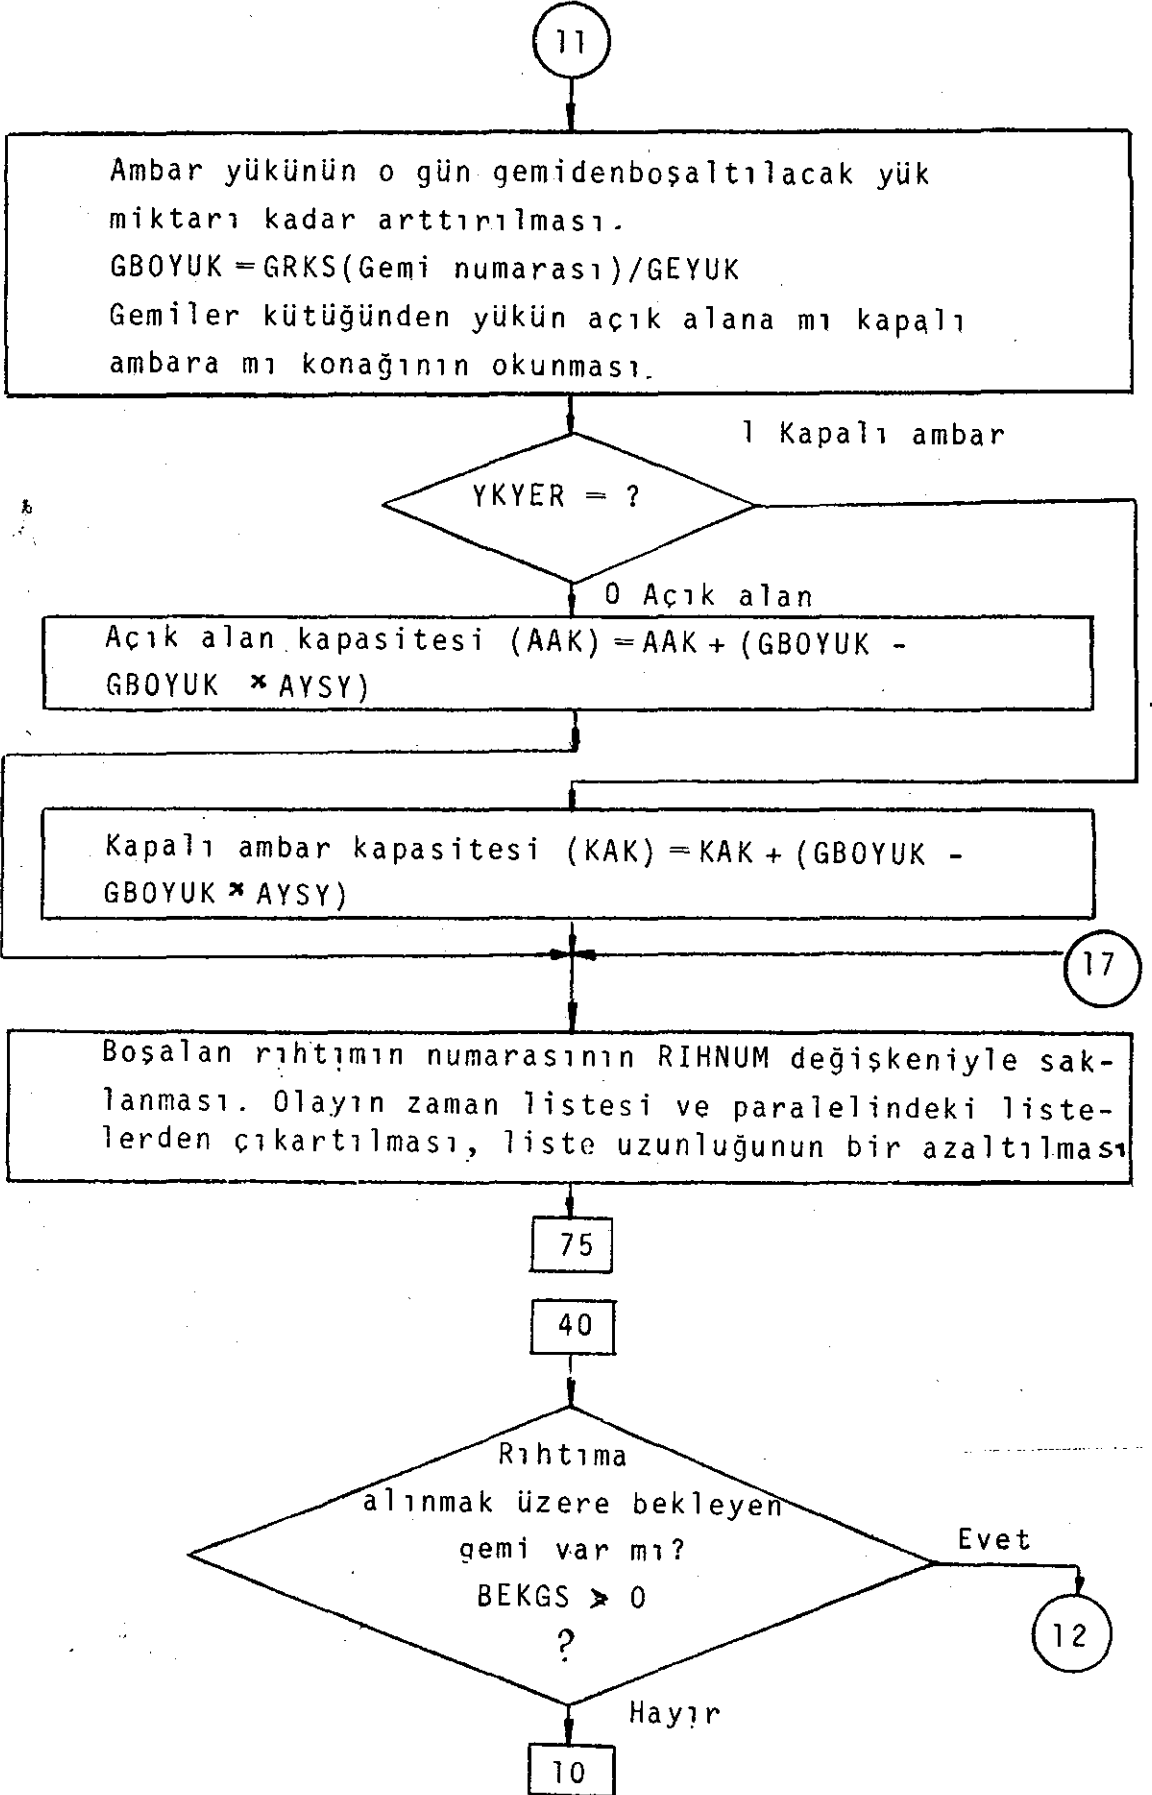 11
Ambar yükünün o gün gemidenboşaltılacak yük
miktarı kadar arttırılması.
GBOYUK = GRKS(Gemi numarası)/GEYUK
Gemiler kütüğünden yükün açık alana mı kapalı
ambara mı konağının okunması.
1 Kapalı ambar
YKYER = ?
0 Açık alan
Açık alan kapasitesi (AAK) = AAK + (GBOYUK -
GBOYUK * AYSY)
Kapalı ambar kapasitesi (KAK) = KAK + (GBOYUK -
GBOYUK * AYSY)
17
Boşalan rıhtımın numarasının RIHNUM değişkeniyle sak-
lanması. Olayın zaman listesi ve paralelindeki liste-
lerden çıkartılması, liste uzunluğunun bir azaltılması
75
40
Rıhtıma
alınmak üzere bekleyen
gemi var mı?
Evet
BEKGS > 0
?
12
Hayır
10